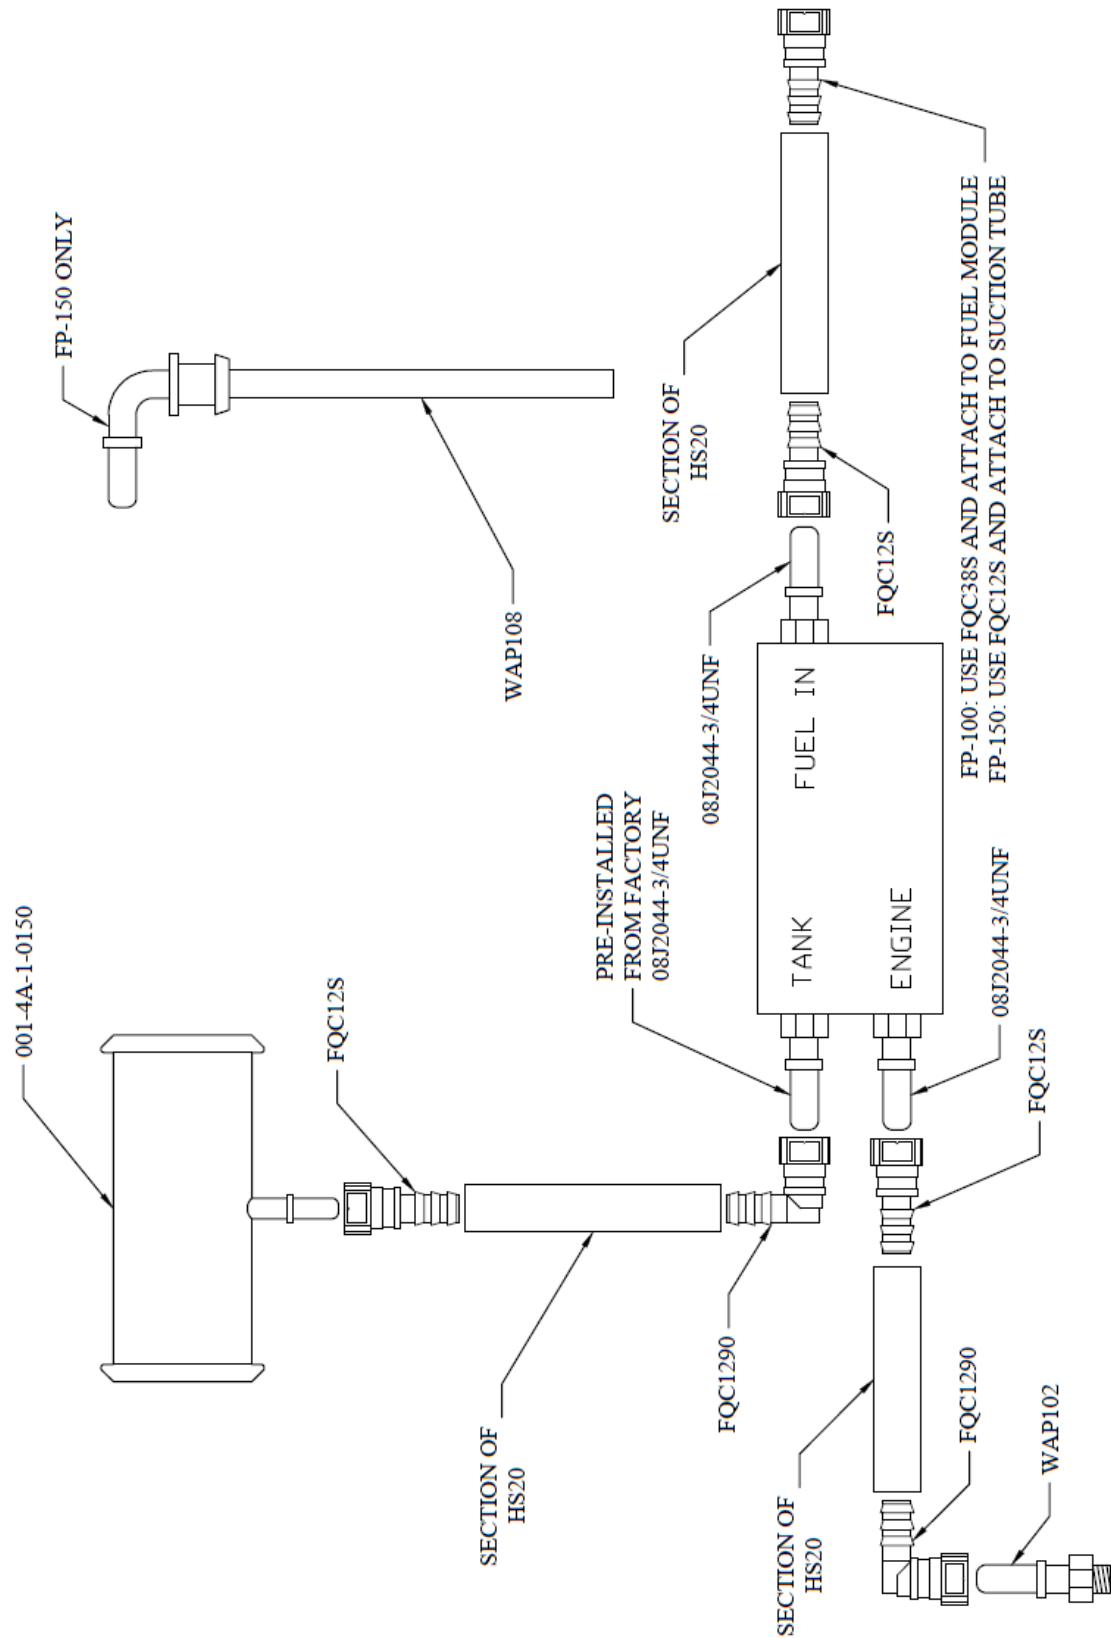 001-4A-1-0150
FP-150 ONLY
FQC12S
SECTION OF
HS20
WAP108
PRE-INSTALLED
FROM FACTORY
08J2044-3/4UNF
SECTION OF
HS20
08J2044-3/4UNF
FQC1290
SECTION OF
HS20
TANK
FUEL IN
FQC12S
ENGINE
FQC1290
FP-100: USE FQC38S AND ATTACH TO FUEL MODULE
FP-150: USE FQC12S AND ATTACH TO SUCTION TUBE
08J2044-3/4UNF
FQC12S
WAP102